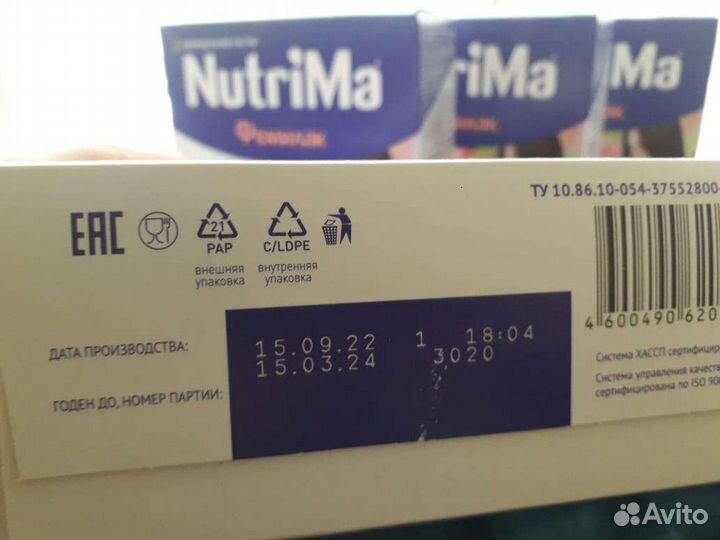 NutriMa
Фемилак
riMa
Ma
ТУ 10.86.10-054-37552800-
EAC
21
PAP
C/LDPE
внешняя
упаковка
внутренняя
упаковка
4 600490 620
ДАТА ПРОИЗВОДСТВА:
15.09.22 1 18:04
15.03.24 3020
ГОДЕН ДО, НОМЕР ПАРТИИ:
Система ХАССП сертифицир
Система управления качеств
сертифицирована по ISO 900
Avito